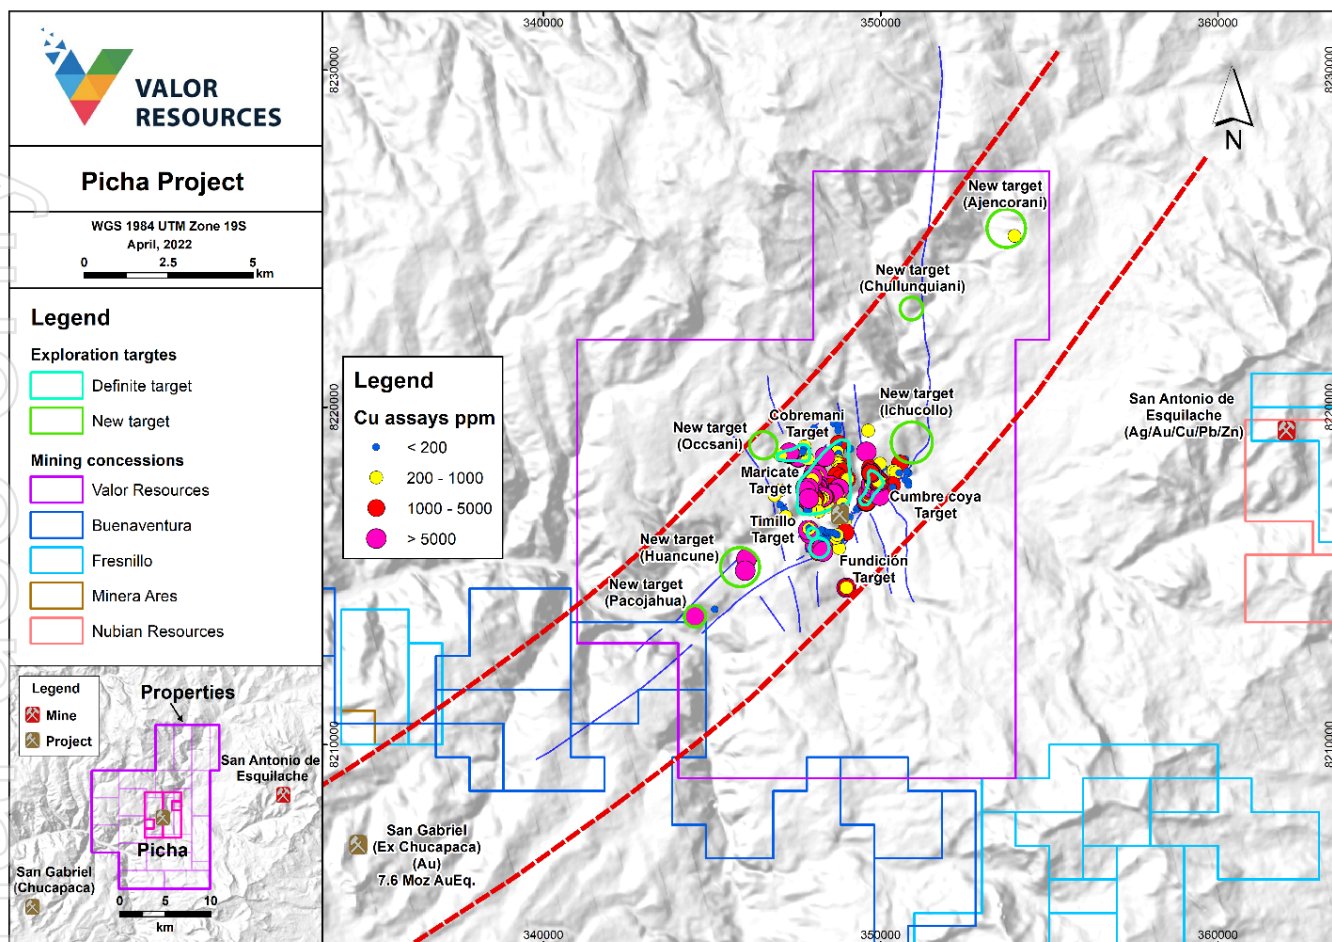 VALOR
RESOURCES
Picha Project
WGS 1984 UTM Zone 19S
April, 2022
0 2.5 5
km
Legend
Exploration targtes
Definite target
New target
Mining concessions
Valor Resources
Buenaventura
Fresnillo
Minera Ares
Nubian Resources
Legend
Mine
Project
Properties
San Antonio de
Esquilache
Picha
San Gabriel
(Chucapaca)
0 5 10
km
340000 350000 360000
8230000 8230000
8220000 8220000
8210000 8210000
340000 350000 360000
N
Legend
Cu assays ppm
< 200
200 - 1000
1000 - 5000
> 5000
New target
(Ajencorani)
New target
(Chullunquiani)
New target
(Ichucollo)
Cobremani
Target
New target
(Occsani)
Maricate
Target
Cumbre coya
Target
Timillo
Target
New target
(Huancune)
Fundición
Target
New target
(Pacojahua)
San Antonio de
Esquilache
(Ag/Au/Cu/Pb/Zn)
San Gabriel
(Ex Chucapaca)
(Au)
7.6 Moz AuEq.